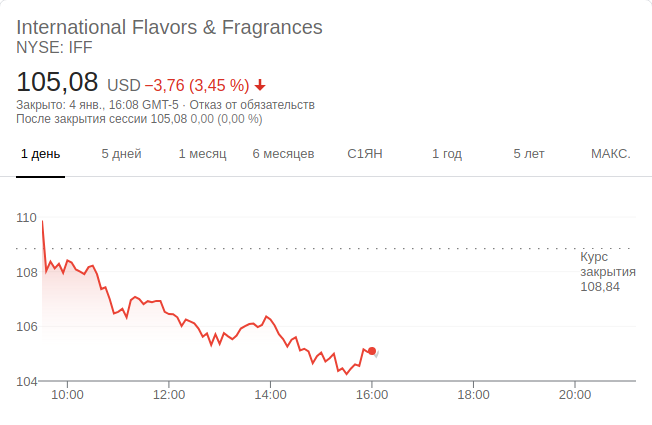 International Flavors & Fragrances
NYSE: IFF
105,08 USD −3,76 (3,45 %)
Закрыто: 4 янв., 16:08 GMT-5 · Отказ от обязательств
После закрытия сессии 105,08 0,00 (0,00 %)
1 день 5 дней 1 месяц 6 месяцев С1ЯН 1 год 5 лет МАКС.
110
108
106
104
Курс
закрытия
108,84
10:00 12:00 14:00 16:00 18:00 20:00